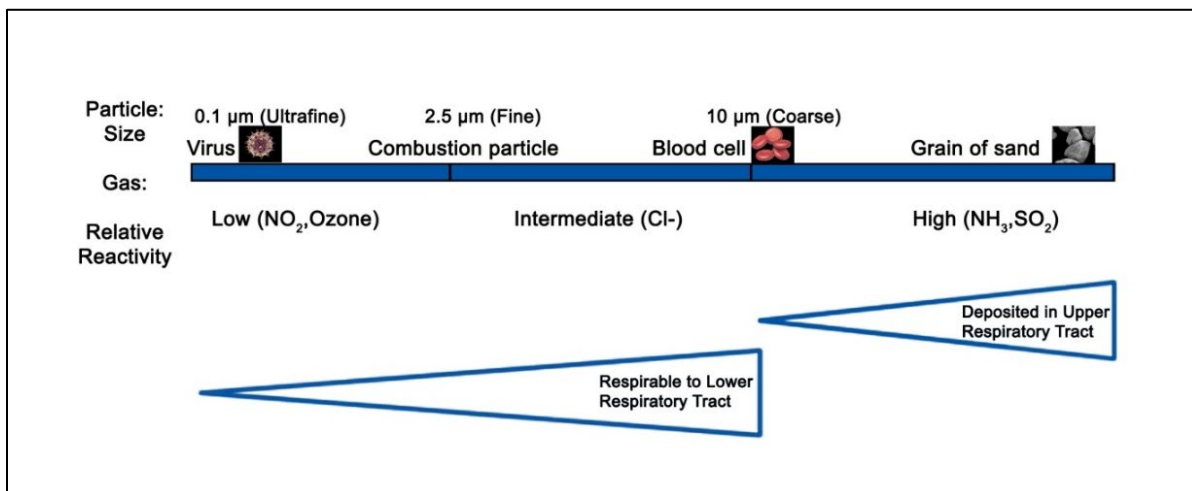 Particle:
Size
0.1 µm (Ultrafine)
2.5 µm (Fine)
10 µm (Coarse)
Virus
Combustion particle
Blood cell
Grain of sand
Gas:
Relative
Reactivity
Low (NO₂,Ozone)
Intermediate (Cl-)
High (NH₃,SO₂)
Deposited in Upper
Respiratory Tract
Respirable to Lower
Respiratory Tract